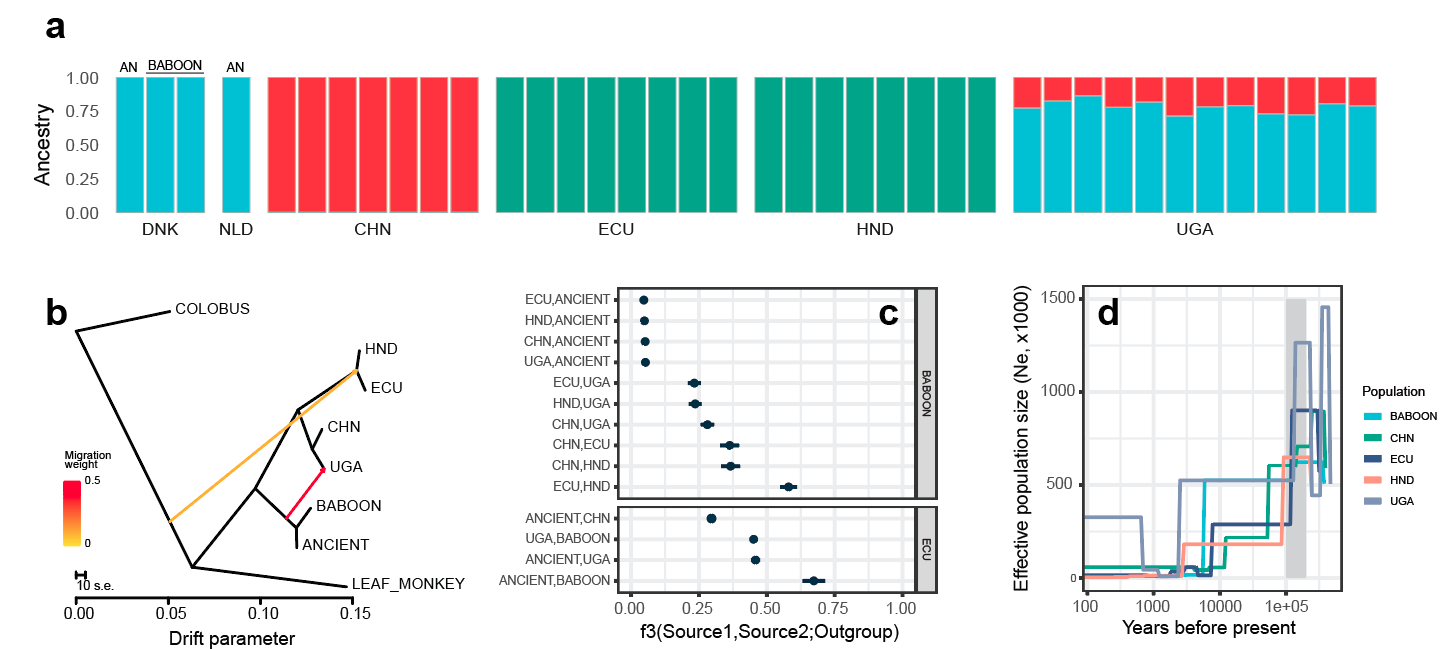 a
AN BABOON AN
1.00
0.75
0.50
0.25
0.00
Ancestry
DNK NLD CHN ECU HND UGA
b
COLOBUS
HND
ECU
CHN
UGA
BABOON
ANCIENT
LEAF_MONKEY
Migration
weight
0.5
0
10 s.e.
0.00 0.05 0.10 0.15
Drift parameter
c
ECU,ANCIENT
HND,ANCIENT
CHN,ANCIENT
UGA,ANCIENT
ECU,UGA
HND,UGA
CHN,UGA
CHN,ECU
CHN,HND
ECU,HND
BABOON
ANCIENT,CHN
UGA,BABOON
ANCIENT,UGA
ANCIENT,BABOON
ECU
0.00 0.25 0.50 0.75 1.00
f3(Source1,Source2;Outgroup)
d
Effective population size (Ne, x1000)
1500
1000
500
0
100 1000 10000 1e+05
Years before present
Population
BABOON
CHN
ECU
HND
UGA